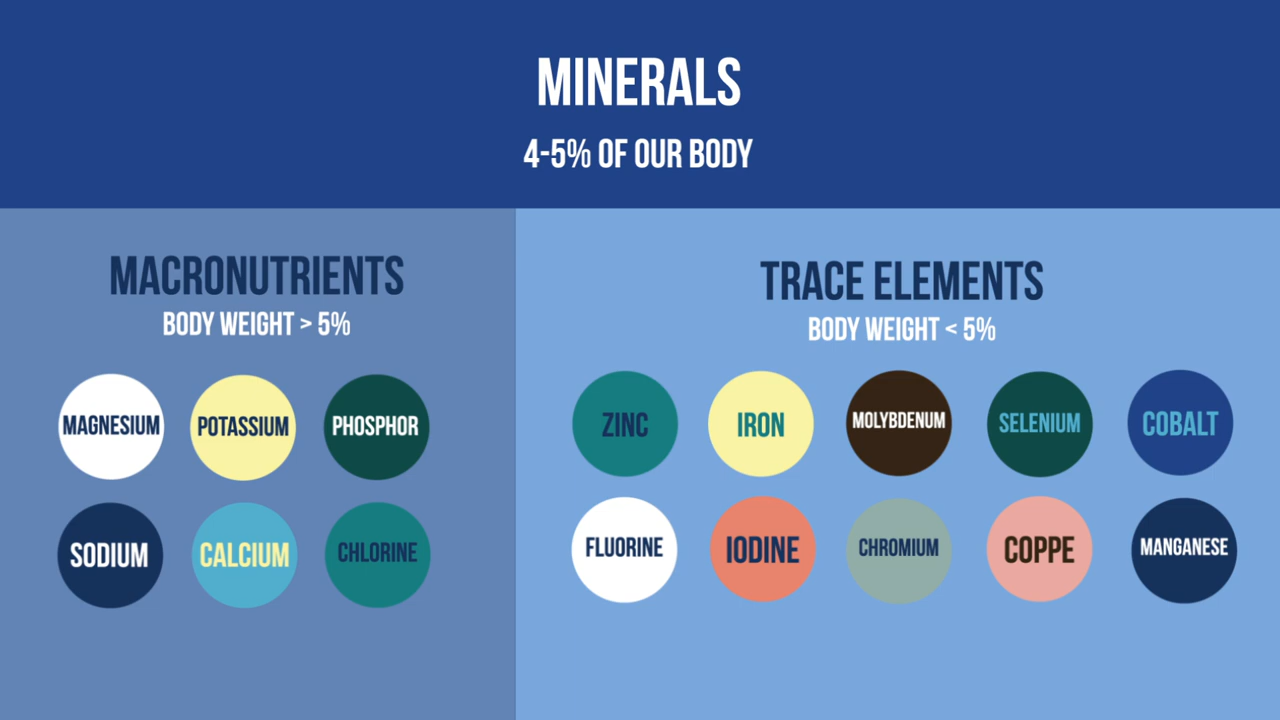 MINERALS
4-5% OF OUR BODY
MACRONUTRIENTS
BODY WEIGHT > 5%
MAGNESIUM
POTASSIUM
PHOSPHOR
SODIUM
CALCIUM
CHLORINE
TRACE ELEMENTS
BODY WEIGHT < 5%
ZINC
IRON
MOLYBDENUM
SELENIUM
COBALT
FLUORINE
IODINE
CHROMIUM
COPPE
MANGANESE